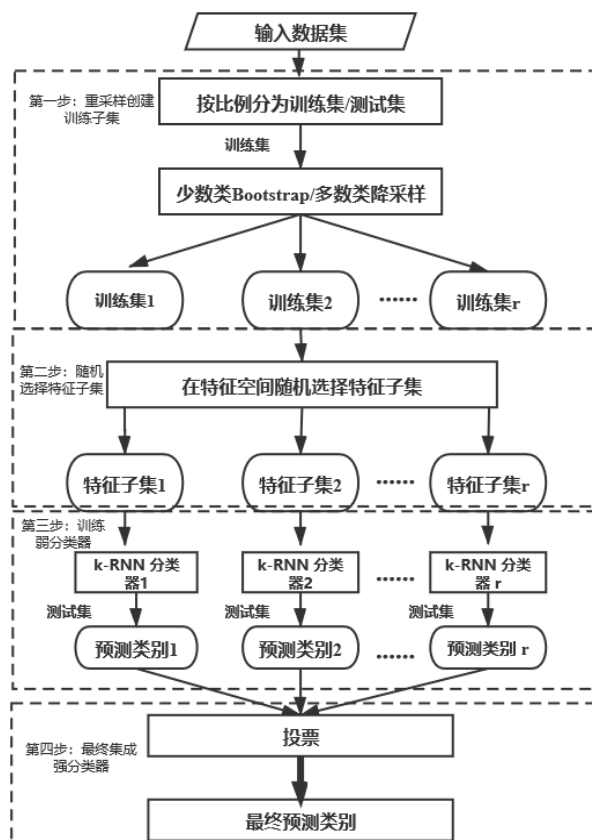 输入数据集
第一步：重采样创建
训练子集
按比例分为训练集/测试集
训练集
少数类Bootstrap/多数类降采样
训练集1
训练集2
......
训练集r
第二步：随机
选择特征子集
在特征空间随机选择特征子集
特征子集1
特征子集2
......
特征子集r
第三步：训练
弱分类器
k-RNN 分类
器1
k-RNN 分类
器2
......
k-RNN 分类
器 r
测试集
测试集
测试集
预测类别1
预测类别2
......
预测类别 r
第四步：最终集成
强分类器
投票
最终预测类别